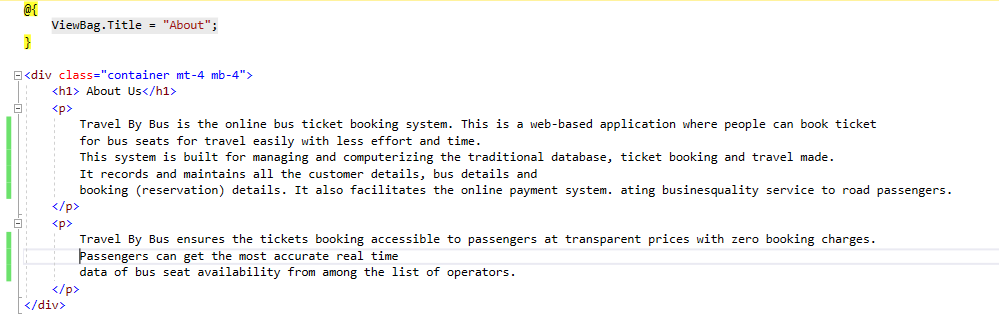 @{
ViewBag.Title = "About";
}
<div class="container mt-4 mb-4">
<h1> About Us</h1>
<p>
Travel By Bus is the online bus ticket booking system. This is a web-based application where people can book ticket
for bus seats for travel easily with less effort and time.
This system is built for managing and computerizing the traditional database, ticket booking and travel made.
It records and maintains all the customer details, bus details and
booking (reservation) details. It also facilitates the online payment system. ating businesquality service to road passengers.
</p>
<p>
Travel By Bus ensures the tickets booking accessible to passengers at transparent prices with zero booking charges.
Passengers can get the most accurate real time
data of bus seat availability from among the list of operators.
</p>
</div>